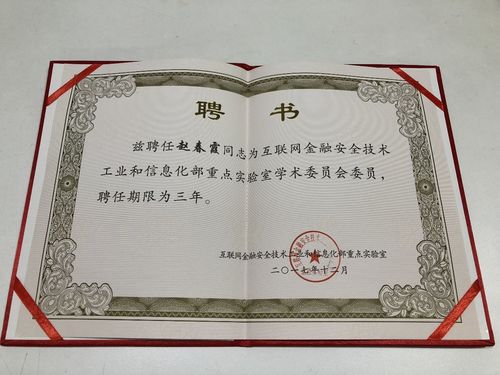 聘 书
兹聘任赵春霞同志为互联网金融安全技术
工业和信息化部重点实验室学术委员会委员，
聘任期限为三年。
互联网金融安全技术工业和信息化部重点实验室
二〇一七年十二月